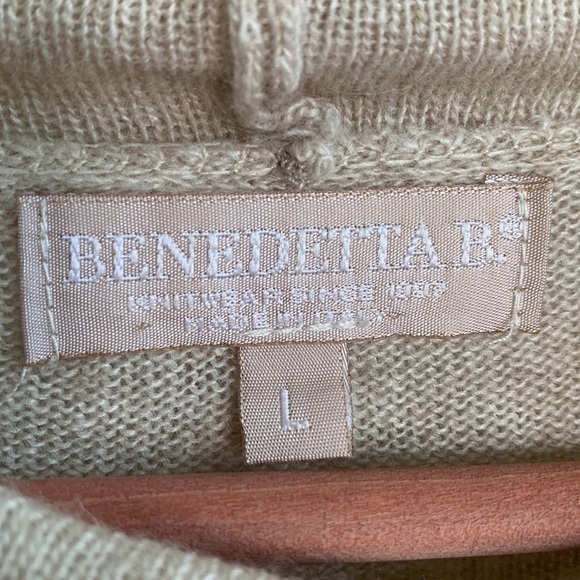 BENEDETTA B.®
KNITWEAR SINCE
MADE IN ITALY
L